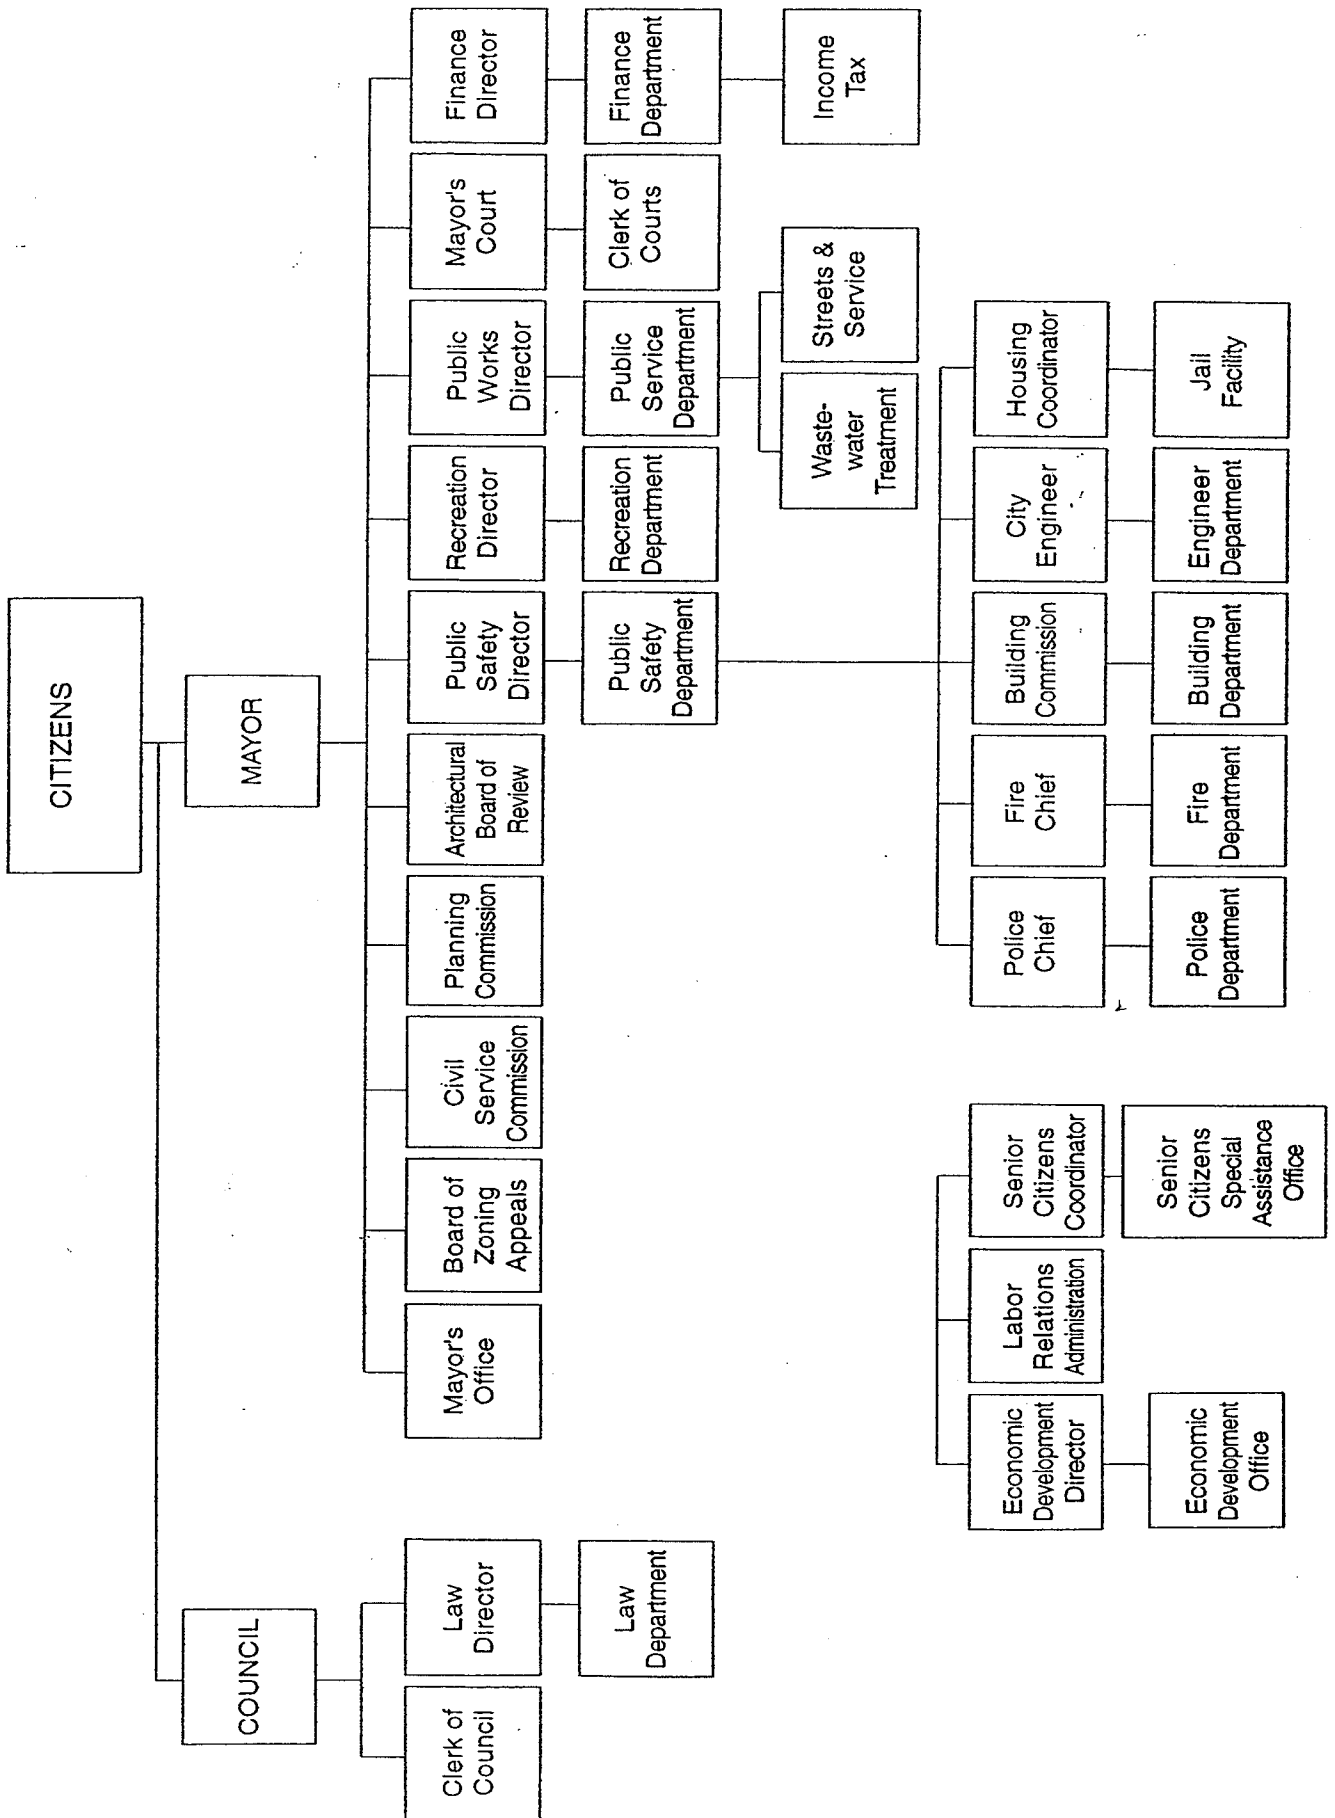 CITIZENS
COUNCIL
MAYOR
Clerk of
Council
Law
Director
Mayor's
Office
Board of
Zoning
Appeals
Civil
Service
Commission
Planning
Commission
Architectural
Board of
Review
Public
Safety
Director
Recreation
Director
Public
Works
Director
Mayor's
Court
Finance
Director
Law
Department
Public
Safety
Department
Recreation
Department
Public
Service
Department
Clerk of
Courts
Finance
Department
Waste-
water
Treatment
Streets &
Service
Income
Tax
Economic
Development
Director
Labor
Relations
Administration
Senior
Citizens
Coordinator
Police
Chief
Fire
Chief
Building
Commission
City
Engineer
Housing
Coordinator
Economic
Development
Office
Senior
Citizens
Special
Assistance
Office
Police
Department
Fire
Department
Building
Department
Engineer
Department
Jail
Facility